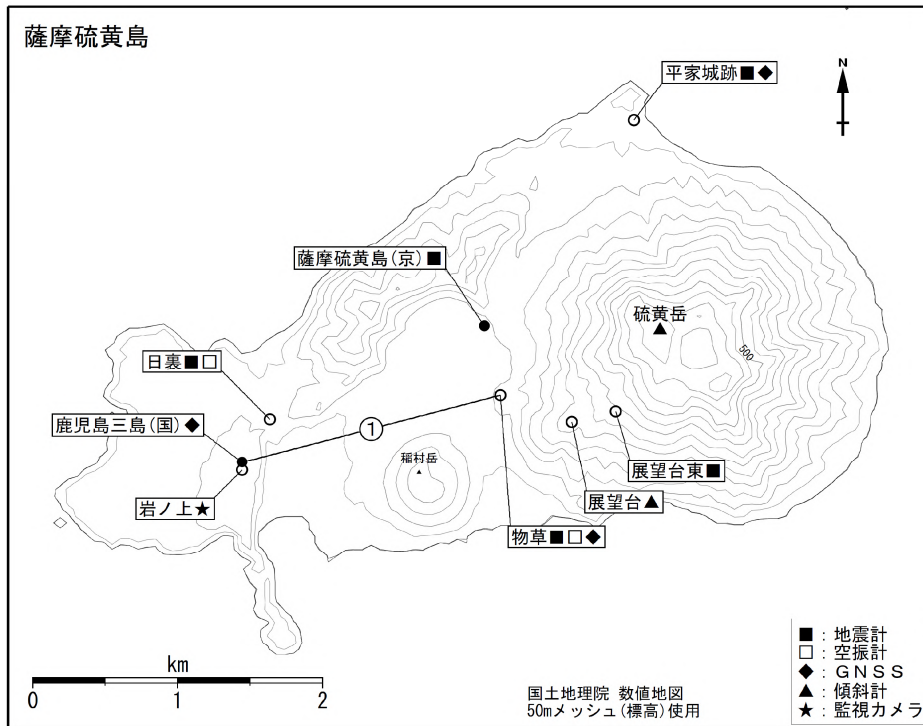 薩摩硫黄島
平家城跡■◆
N
薩摩硫黄島(京)■
硫黄岳
500
日裏■□
鹿児島三島(国)◆
①
稲村岳
展望台東■
展望台▲
岩ノ上★
物草■□◆
km
0 1 2
国土地理院 数値地図
50mメッシュ(標高)使用
■：地震計
□：空振計
◆：ＧＮＳＳ
▲：傾斜計
★：監視カメラ